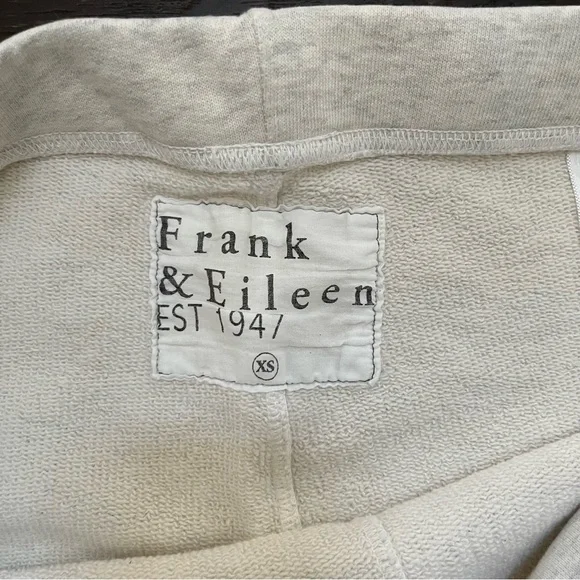 Frank
& Eileen
EST 1947
XS